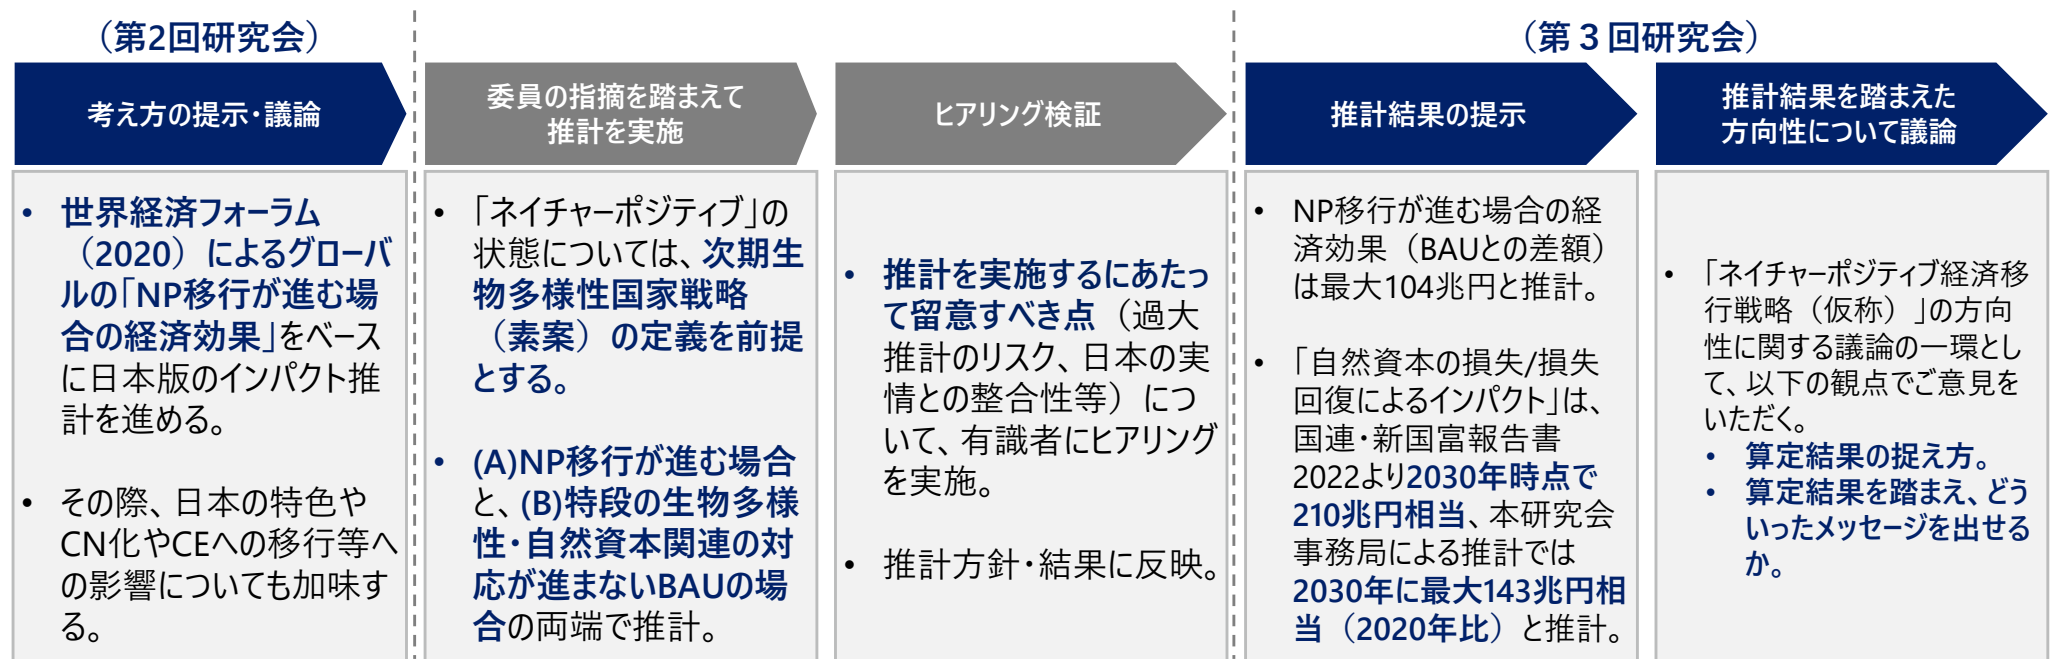 （第2回研究会）
（第３回研究会）
考え方の提示・議論
委員の指摘を踏まえて
推計を実施
ヒアリング検証
推計結果の提示
推計結果を踏まえた
方向性について議論
• 世界経済フォーラム
（2020）によるグローバ
ルの「NP移行が進む場
合の経済効果」をベース
に日本版のインパクト推
計を進める。
• その際、日本の特色や
CN化やCEへの移行等へ
の影響についても加味す
る。
• 「ネイチャーポジティブ」の
状態については、次期生
物多様性国家戦略
（素案）の定義を前提
とする。
• (A)NP移行が進む場合
と、(B)特段の生物多様
性・自然資本関連の対
応が進まないBAUの場
合の両端で推計。
• 推計を実施するにあたっ
て留意すべき点（過大
推計のリスク、日本の実
情との整合性等）につ
いて、有識者にヒアリング
を実施。
• 推計方針・結果に反映。
• NP移行が進む場合の経
済効果（BAUとの差額）
は最大104兆円と推計。
• 「自然資本の損失/損失
回復によるインパクト」は、
国連・新国富報告書
2022より2030年時点で
210兆円相当、本研究会
事務局による推計では
2030年に最大143兆円相
当（2020年比）と推計。
• 「ネイチャーポジティブ経済移
行戦略（仮称）」の方向
性に関する議論の一環とし
て、以下の観点でご意見を
いただく。
• 算定結果の捉え方。
• 算定結果を踏まえ、どう
いったメッセージを出せる
か。